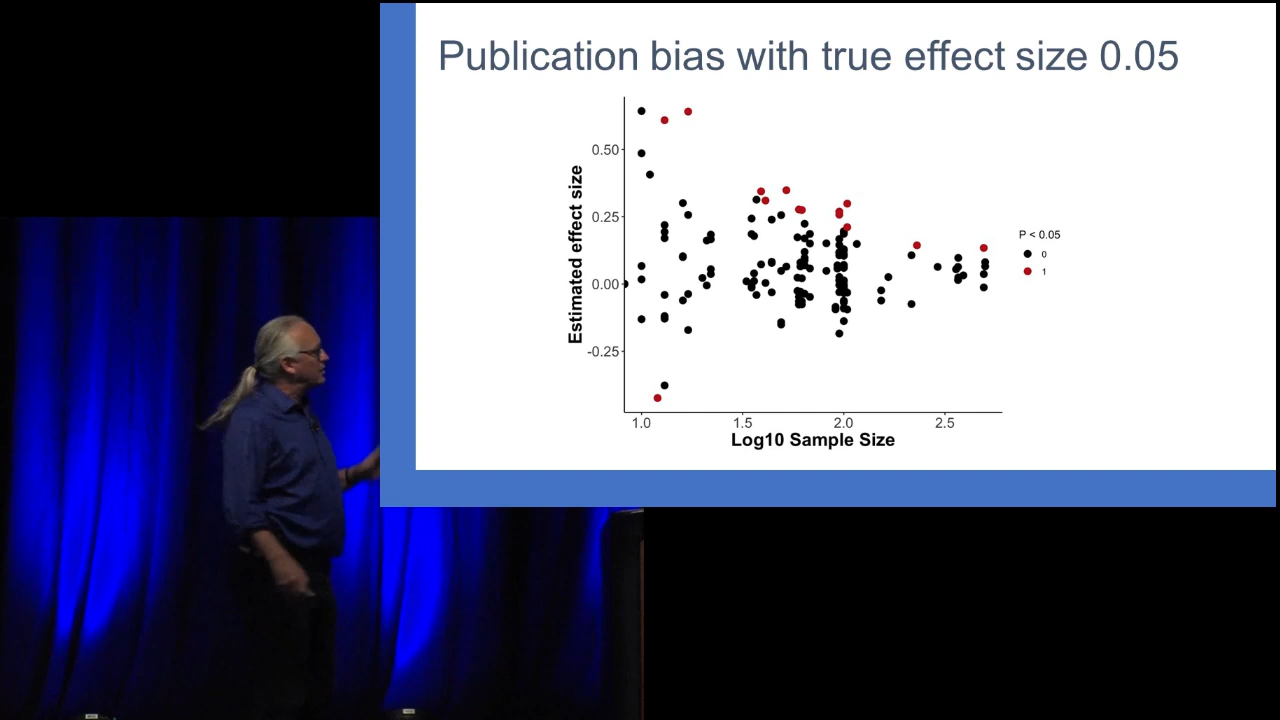 Publication bias with true effect size 0.05
Estimated effect size
0.50
0.25
0.00
-0.25
1.0 1.5 2.0 2.5
Log10 Sample Size
P < 0.05
0
1